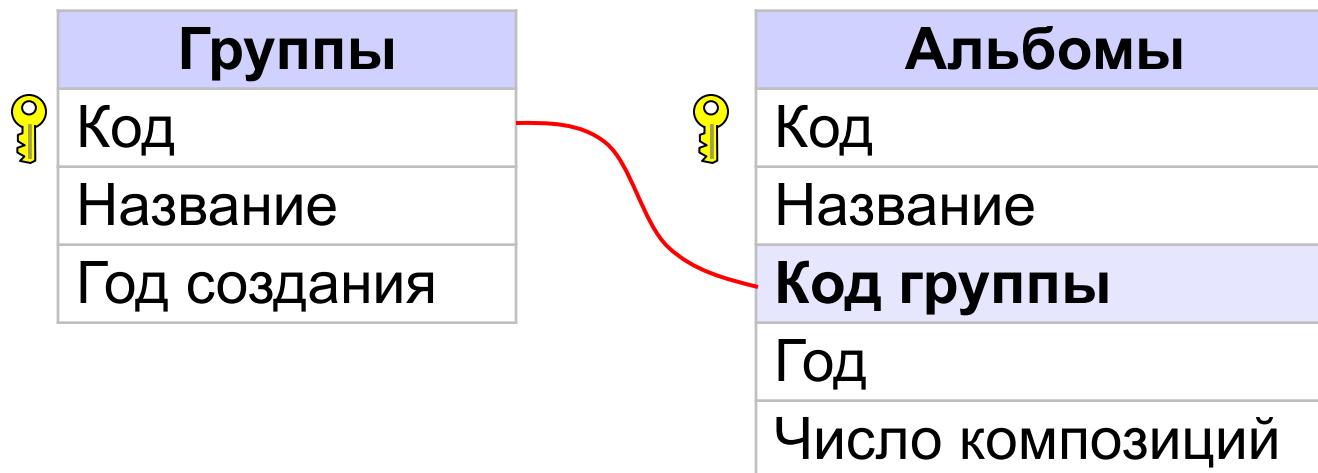 Группы
Код
Название
Год создания
Альбомы
Код
Название
Код группы
Год
Число композиций